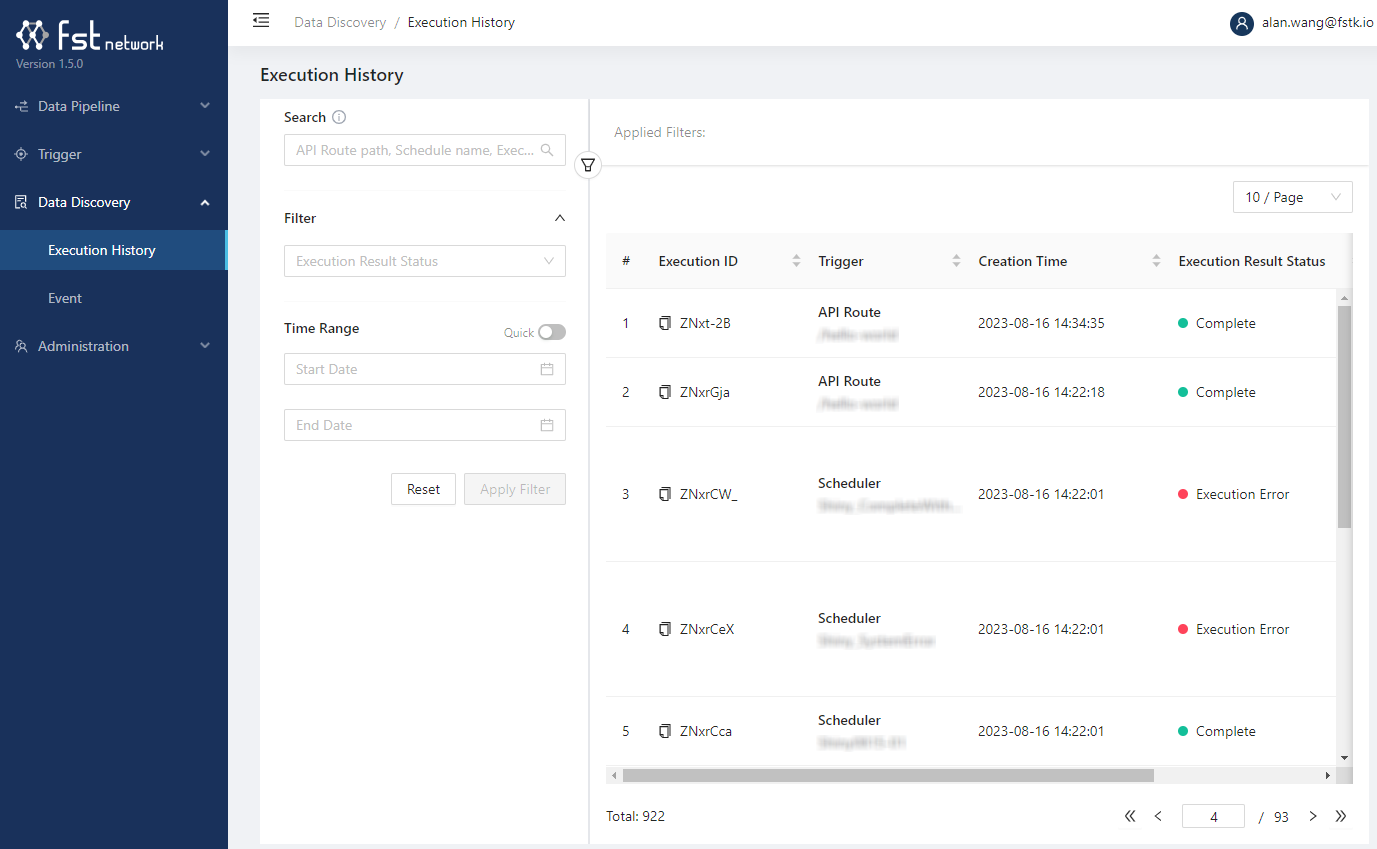 fst network
Version 1.5.0
Data Pipeline
Trigger
Data Discovery
Execution History
Event
Administration
Data Discovery / Execution History
alan.wang@fstk.io
Execution History
Search
API Route path, Schedule name, Exec...
Filter
Execution Result Status
Time Range
Quick
Start Date
End Date
Reset
Apply Filter
Applied Filters:
10 / Page
# Execution ID Trigger Creation Time Execution Result Status
1 ZNxt-2B API Route 2023-08-16 14:34:35 Complete
2 ZNxrGja API Route 2023-08-16 14:22:18 Complete
3 ZNxrCW_ Scheduler 2023-08-16 14:22:01 Execution Error
4 ZNxrCeX Scheduler 2023-08-16 14:22:01 Execution Error
5 ZNxrCca Scheduler 2023-08-16 14:22:01 Complete
Total: 922
4 / 93